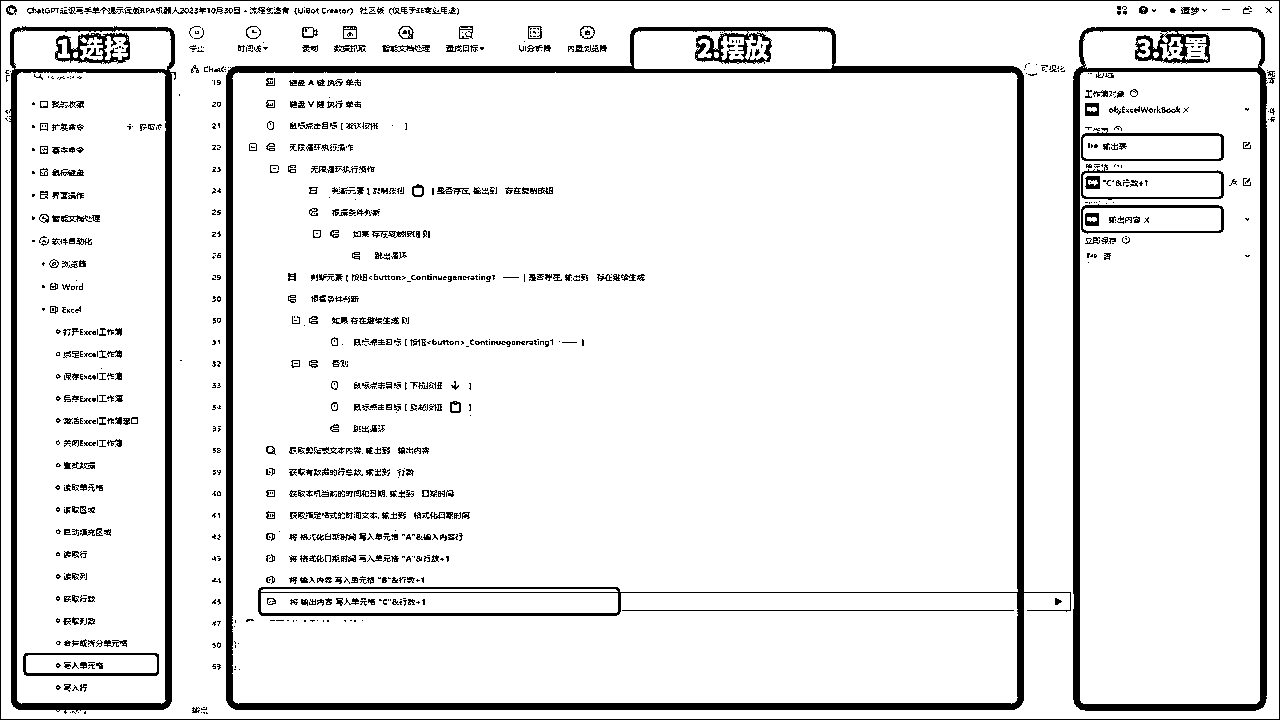 ChatGPT超级写手单个提示词版RPA机器人2023年10月30日 - 流程创造者 (UiBot Creator) 社区版 (仅用于非商业用途)
1.选择
2.摆放
3.设置
停止
时间线
录制
数据抓取
智能文档处理
查找目标
UI分析器
内置浏览器
可视化
我的收藏
扩展命令
基本命令
鼠标键盘
界面操作
智能文档处理
软件自动化
浏览器
Word
Excel
打开Excel工作簿
绑定Excel工作簿
保存Excel工作簿
另存Excel工作簿
激活Excel工作簿窗口
关闭Excel工作簿
查找数据
读取单元格
读取区域
自动填充区域
读取行
读取列
获取行数
获取列数
合并或拆分单元格
写入单元格
写入行
19 键盘 A 键 执行 单击
20 键盘 V 键 执行 单击
21 鼠标点击目标 [ 发送按钮 ]
22 无限循环执行操作
23 无限循环执行操作
24 判断元素 [ 复制按钮 ] 是否存在, 输出到 存在复制按钮
根据条件判断
如果 存在复制按钮 则
跳出循环
29 判断元素 [ 按钮<button>_Continuegenerating1 ] 是否存在, 输出到 存在继续生成
根据条件判断
如果 存在继续生成 则
31 鼠标点击目标 [ 按钮<button>_Continuegenerating1 ]
32 否则
33 鼠标点击目标 [ 下拉按钮 ]
34 鼠标点击目标 [ 复制按钮 ]
跳出循环
38 获取剪贴板文本内容, 输出到 输出内容
39 获取有数据的行总数, 输出到 行数
40 获取本机当前的时间和日期, 输出到 日期时间
41 获取指定格式的时间文本, 输出到 格式化日期时间
42 将 格式化日期时间 写入单元格 "A"&输入内容行
43 将 格式化日期时间 写入单元格 "A"&行数+1
44 将 输入内容 写入单元格 "B"&行数+1
将 输出内容 写入单元格 "C"&行数+1
47
50
53
输出
工作簿对象
objExcelWorkBook X
工作表
输出表
单元格
"C"&行数+1
输出内容 X
立即保存
否